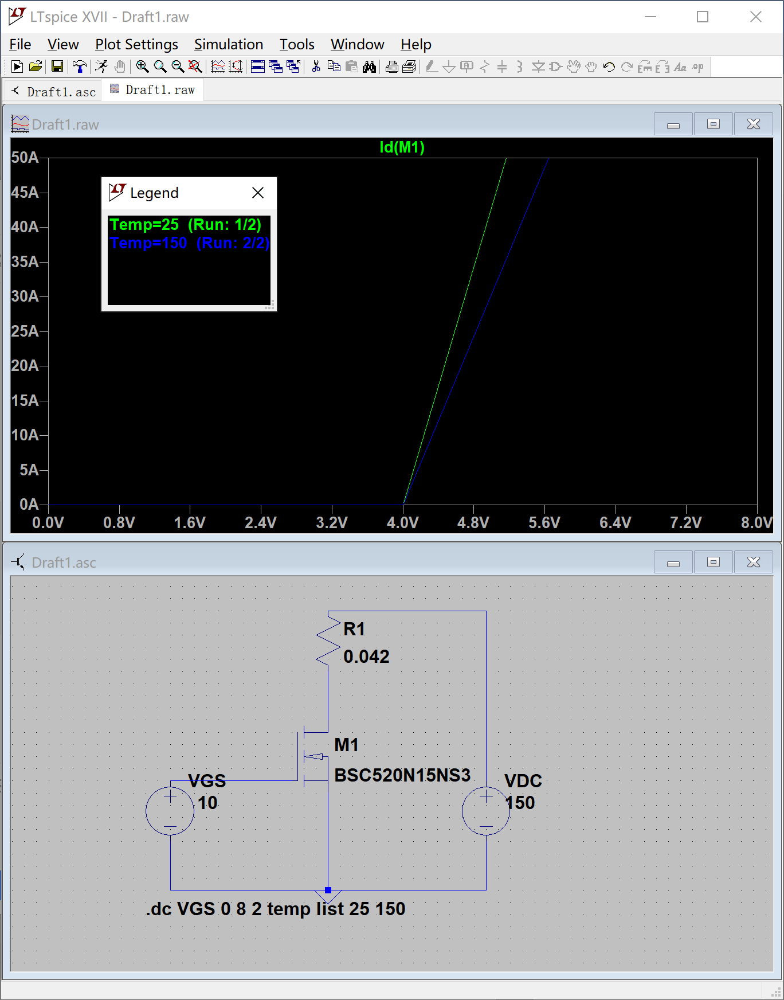 LTspice XVII - Draft1.raw
File View Plot Settings Simulation Tools Window Help
Draft1.asc Draft1.raw
Draft1.raw
Id(M1)
50A
45A
40A
35A
30A
25A
20A
15A
10A
5A
0A
0.0V 0.8V 1.6V 2.4V 3.2V 4.0V 4.8V 5.6V 6.4V 7.2V 8.0V
Legend
Temp=25 (Run: 1/2)
Temp=150 (Run: 2/2)
Draft1.asc
R1
0.042
M1
BSC520N15NS3
VGS
10
VDC
150
.dc VGS 0 8 2 temp list 25 150